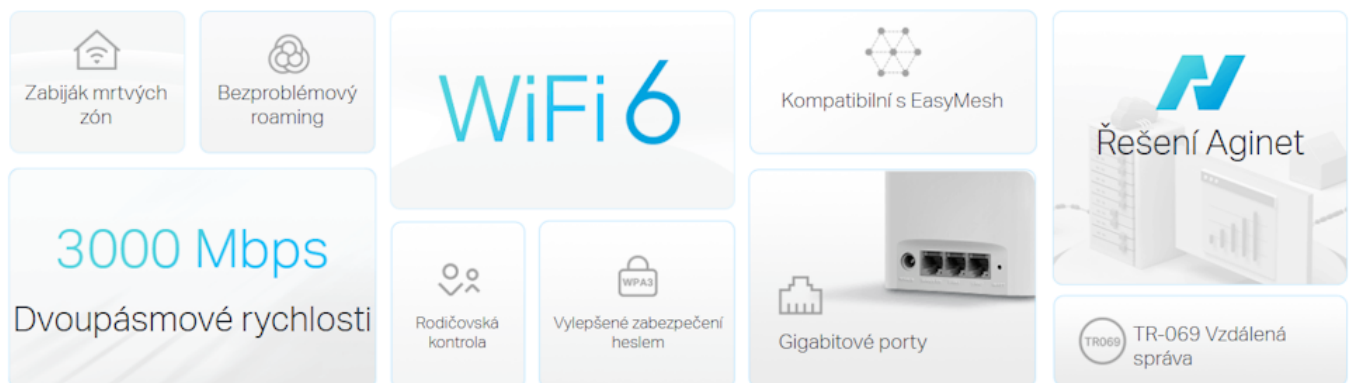 Zabiják mrtvých
zón
Bezproblémový
roaming
WiFi 6
Kompatibilní s EasyMesh
Řešení Aginet
3000 Mbps
Dvoupásmové rychlosti
Rodičovská
kontrola
WPA3
Vylepšené zabezpečení
heslem
Gigabitové porty
TR069
TR-069 Vzdálená
správa